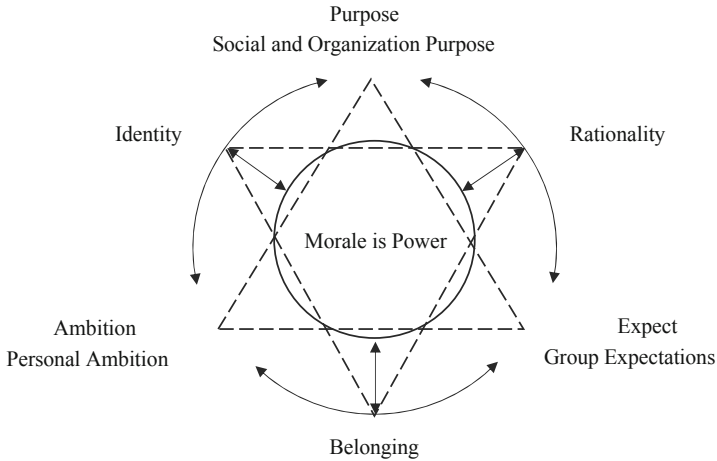 Purpose
Social and Organization Purpose
Identity
Rationality
Morale is Power
Ambition
Personal Ambition
Expect
Group Expectations
Belonging